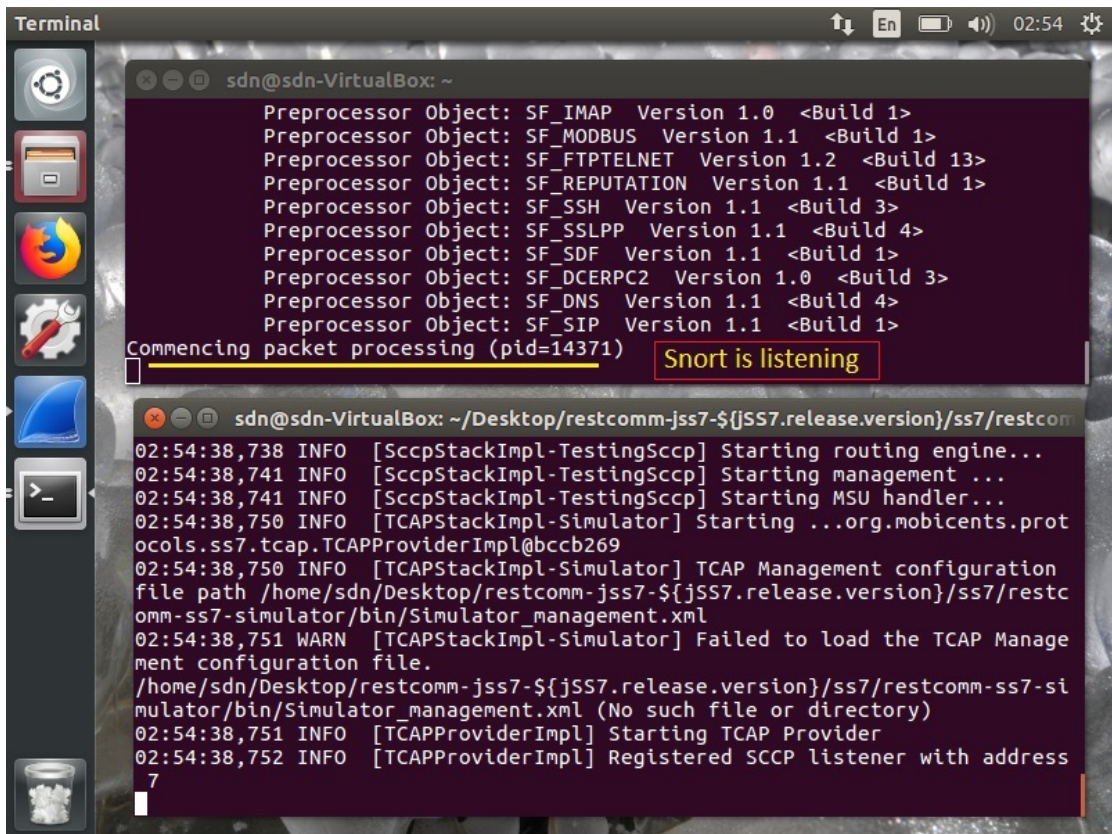 Terminal
En
02:54
sdn@sdn-VirtualBox: ~
Preprocessor Object: SF_IMAP Version 1.0 <Build 1>
Preprocessor Object: SF_MODBUS Version 1.1 <Build 1>
Preprocessor Object: SF_FTPTELNET Version 1.2 <Build 13>
Preprocessor Object: SF_REPUTATION Version 1.1 <Build 1>
Preprocessor Object: SF_SSH Version 1.1 <Build 3>
Preprocessor Object: SF_SSLPP Version 1.1 <Build 4>
Preprocessor Object: SF_SDF Version 1.1 <Build 1>
Preprocessor Object: SF_DCERPC2 Version 1.0 <Build 3>
Preprocessor Object: SF_DNS Version 1.1 <Build 4>
Preprocessor Object: SF_SIP Version 1.1 <Build 1>
Commencing packet processing (pid=14371)
Snort is listening
sdn@sdn-VirtualBox: ~/Desktop/restcomm-jss7-${jSS7.release.version}/ss7/restcom
02:54:38,738 INFO [SccpStackImpl-TestingSccp] Starting routing engine...
02:54:38,741 INFO [SccpStackImpl-TestingSccp] Starting management ...
02:54:38,741 INFO [SccpStackImpl-TestingSccp] Starting MSU handler...
02:54:38,750 INFO [TCAPStackImpl-Simulator] Starting ...org.mobicents.prot
ocols.ss7.tcap.TCAPProviderImpl@bccb269
02:54:38,750 INFO [TCAPStackImpl-Simulator] TCAP Management configuration
file path /home/sdn/Desktop/restcomm-jss7-${jSS7.release.version}/ss7/restc
omm-ss7-simulator/bin/Simulator_management.xml
02:54:38,751 WARN [TCAPStackImpl-Simulator] Failed to load the TCAP Manage
ment configuration file.
/home/sdn/Desktop/restcomm-jss7-${jSS7.release.version}/ss7/restcomm-ss7-si
mulator/bin/Simulator_management.xml (No such file or directory)
02:54:38,751 INFO [TCAPProviderImpl] Starting TCAP Provider
02:54:38,752 INFO [TCAPProviderImpl] Registered SCCP listener with address
7